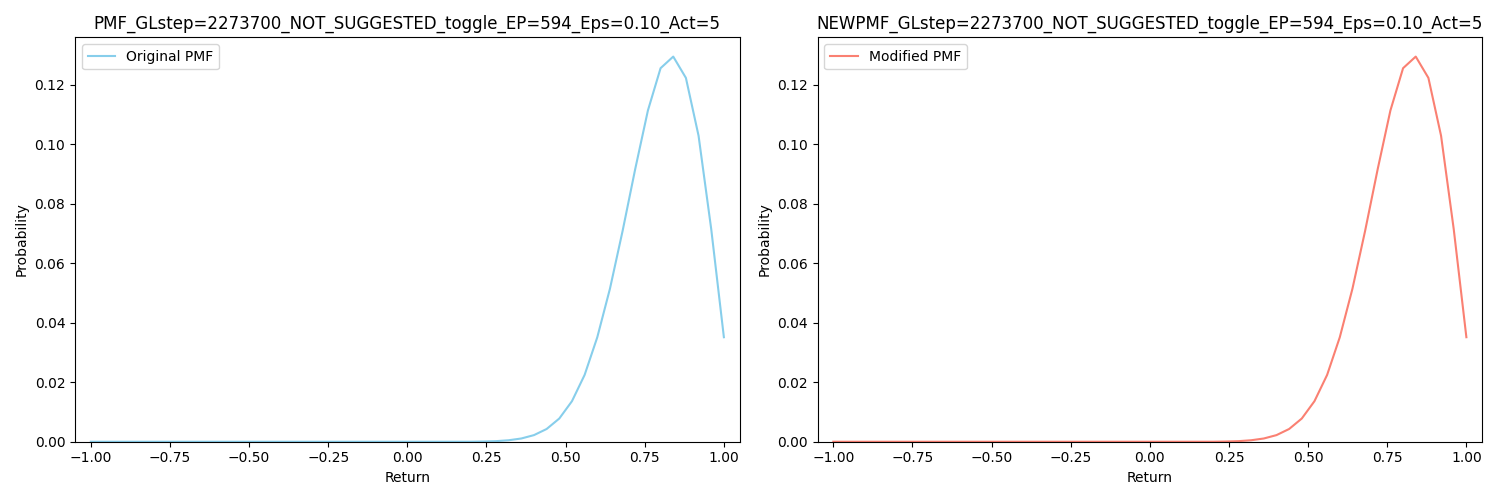 PMF_GLstep=2273700_NOT_SUGGESTED_toggle_EP=594_Eps=0.10_Act=5
Original PMF
0.12
0.10
0.08
0.06
0.04
0.02
0.00
Probability
−1.00 −0.75 −0.50 −0.25 0.00 0.25 0.50 0.75 1.00
Return
NEWPMF_GLstep=2273700_NOT_SUGGESTED_toggle_EP=594_Eps=0.10_Act=5
Modified PMF
0.12
0.10
0.08
0.06
0.04
0.02
0.00
Probability
−1.00 −0.75 −0.50 −0.25 0.00 0.25 0.50 0.75 1.00
Return